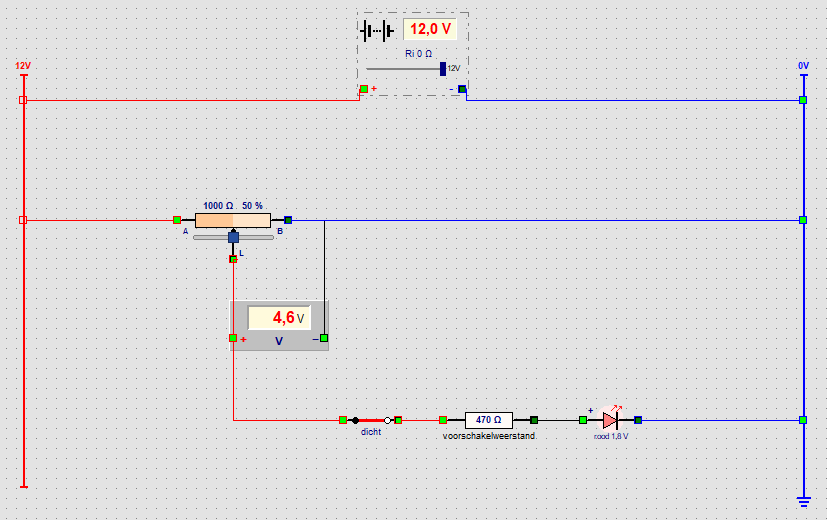 12,0 V
Ri 0 Ω
12V
+ -
12V
0V
1000 Ω 50 %
A B
L
4,6 V
+ V −
dicht
470 Ω
voorschakelweerstand
+
rood 1,8 V